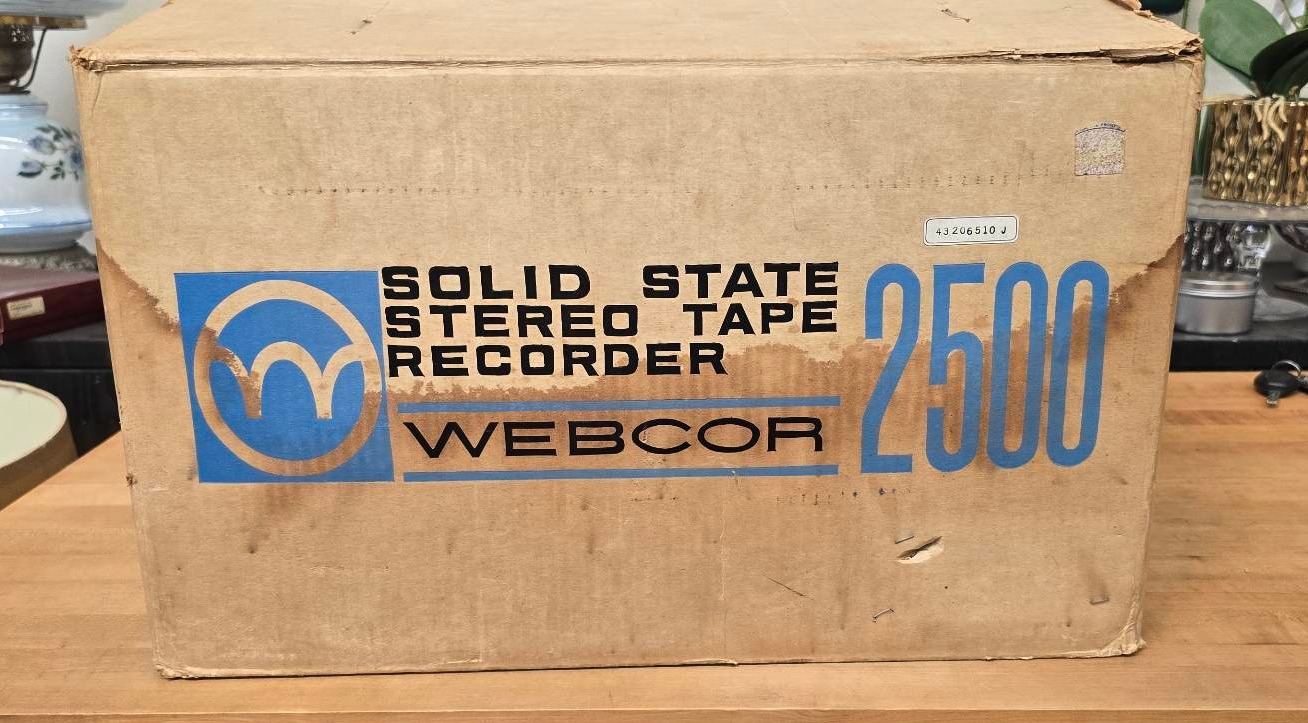 43206510 J
SOLID STATE
STEREO TAPE
RECORDER
WEBCOR
2500